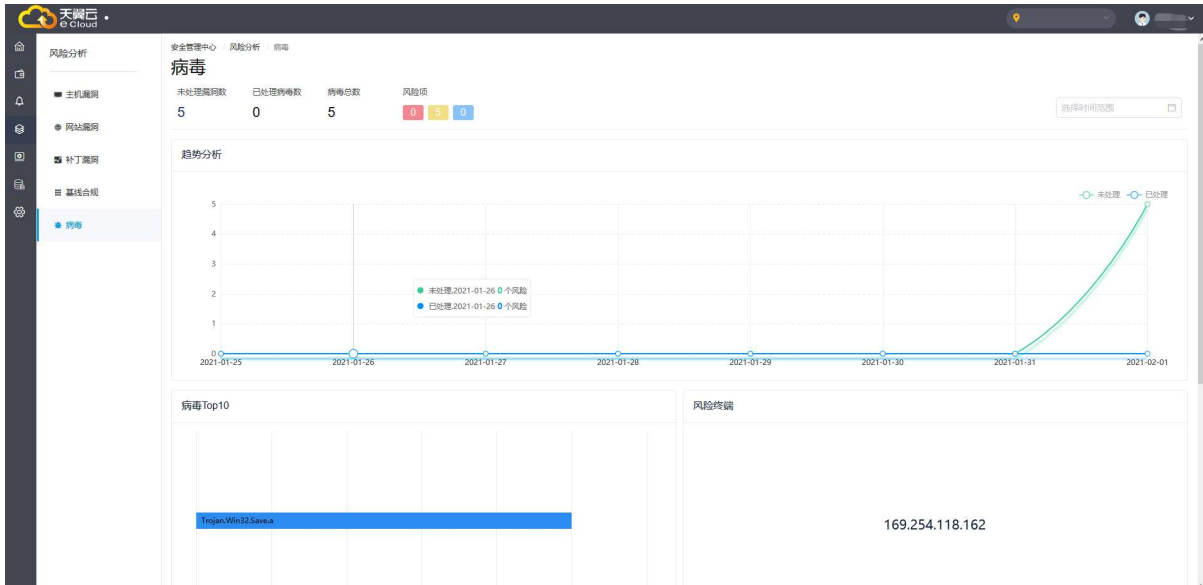 天翼云
e Cloud
风险分析
主机漏洞
网站漏洞
补丁漏洞
基线合规
病毒
安全管理中心 / 风险分析 / 病毒
病毒
未处理漏洞数 已处理病毒数 病毒总数 风险项
5 0 5 0 5 0
选择时间范围
趋势分析
未处理 已处理
5
4
3
2
1
0
未处理,2021-01-26 0 个风险
已处理,2021-01-26 0 个风险
2021-01-25 2021-01-26 2021-01-27 2021-01-28 2021-01-29 2021-01-30 2021-01-31 2021-02-01
病毒Top10
Trojan.Win32.Save.a
风险终端
169.254.118.162